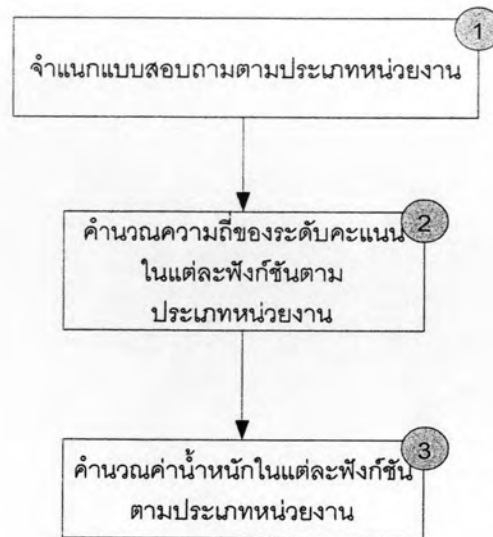 1
จำแนกแบบสอบถามตามประเภทหน่วยงาน
2
คำนวณความถี่ของระดับคะแนน
ในแต่ละฟังก์ชันตาม
ประเภทหน่วยงาน
3
คำนวณค่าน้ำหนักในแต่ละฟังก์ชัน
ตามประเภทหน่วยงาน